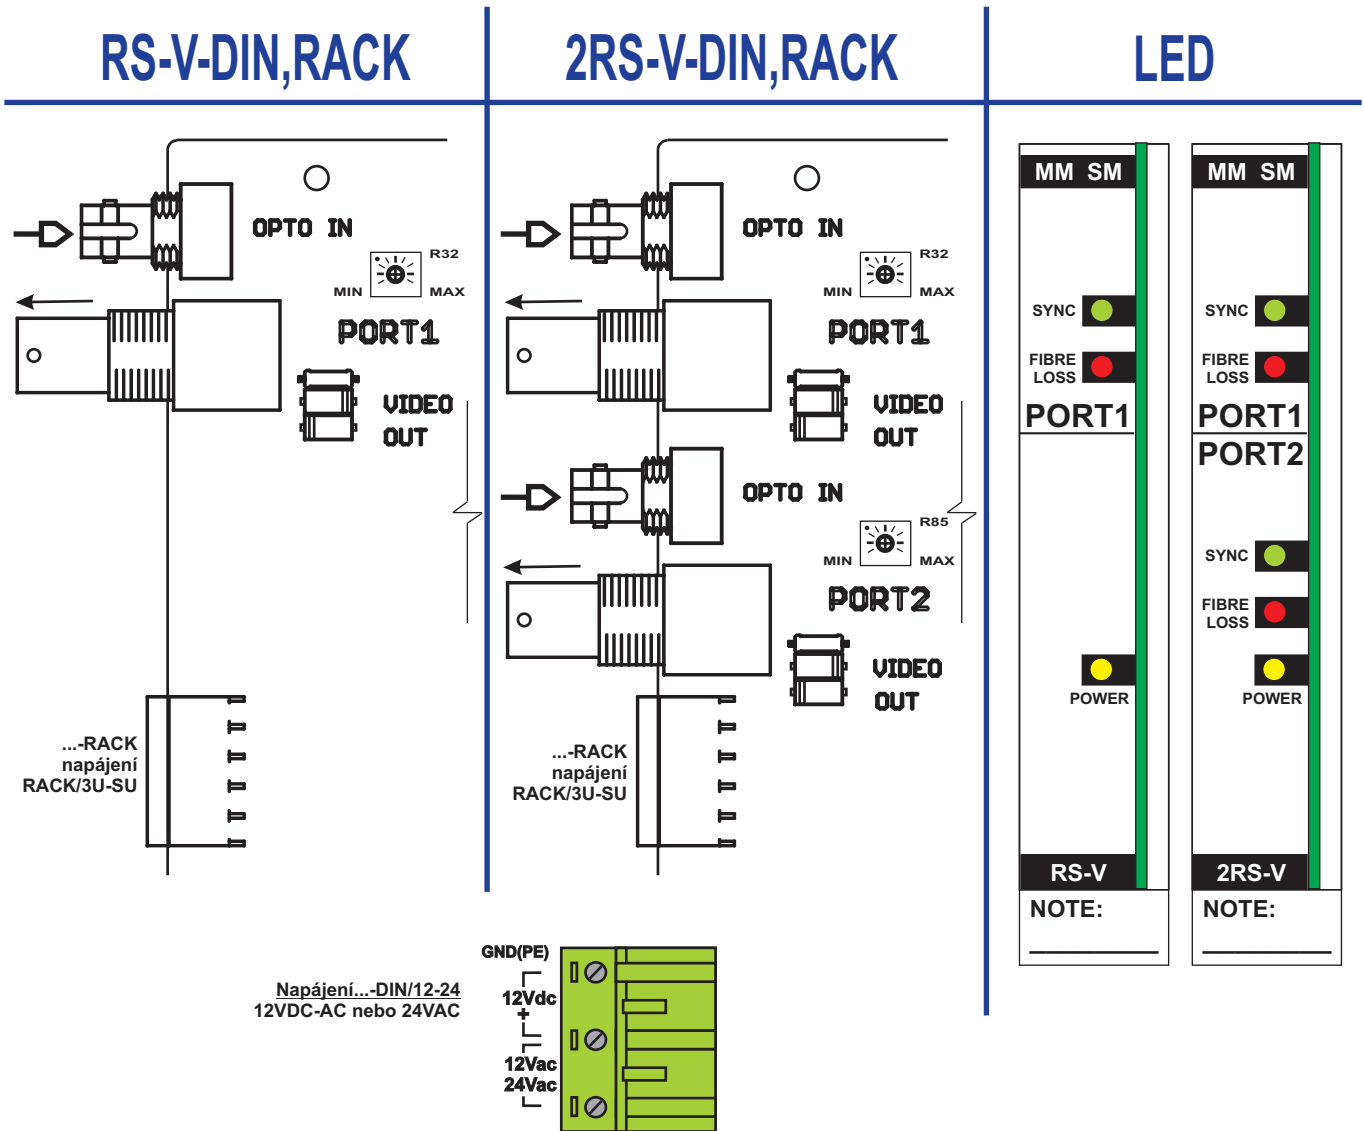 RS-V-DIN,RACK
OPTO IN
R32
MIN
MAX
PORT1
VIDEO
OUT
...-RACK
napájení
RACK/3U-SU
2RS-V-DIN,RACK
OPTO IN
R32
MIN
MAX
PORT1
VIDEO
OUT
OPTO IN
R85
MIN
MAX
PORT2
VIDEO
OUT
...-RACK
napájení
RACK/3U-SU
LED
MM SM
SYNC
FIBRE
LOSS
PORT1
POWER
RS-V
NOTE:
MM SM
SYNC
FIBRE
LOSS
PORT1
PORT2
SYNC
FIBRE
LOSS
POWER
2RS-V
NOTE:
Napájení...-DIN/12-24
12VDC-AC nebo 24VAC
GND(PE)
12Vdc
+
12Vac
24Vac